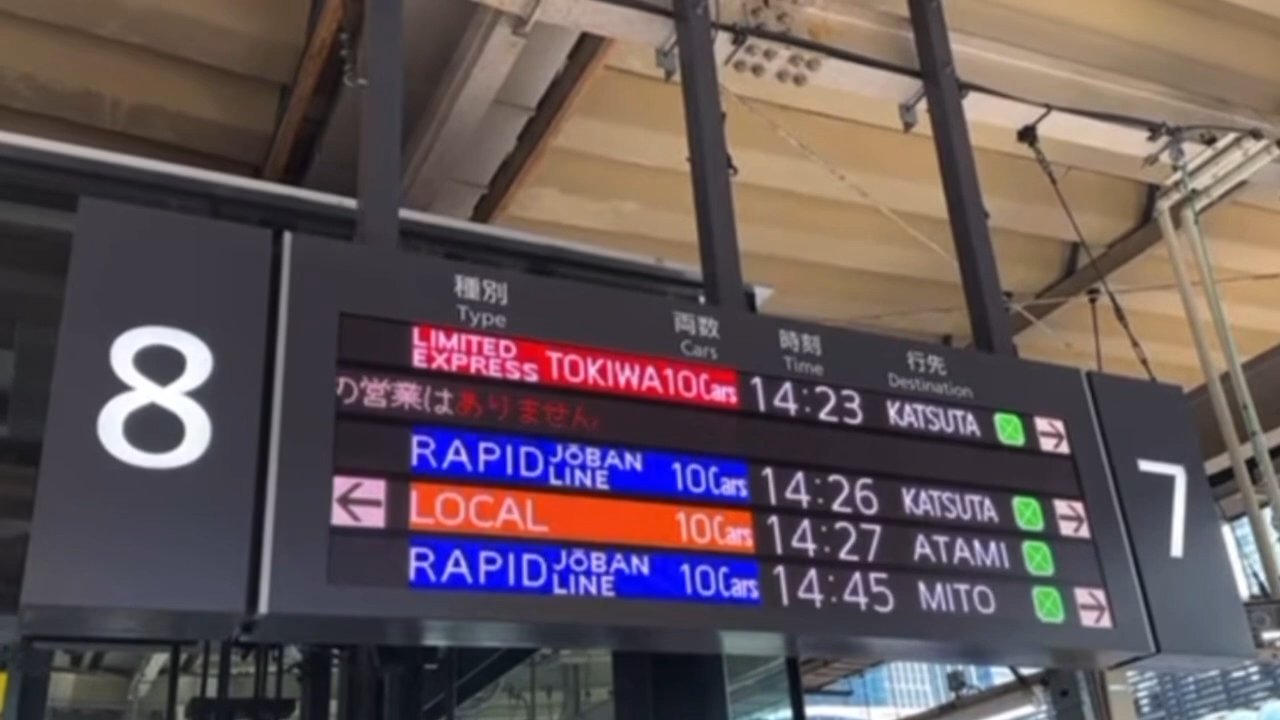 8
種別 両数 時刻 行先
Type Cars Time Destination
LIMITED EXPRESS TOKIWA 10Cars 14:23 KATSUTA →
の営業はありません。
RAPID JŌBAN LINE 10Cars 14:26 KATSUTA →
← LOCAL 10Cars 14:27 ATAMI
RAPID JŌBAN LINE 10Cars 14:45 MITO →
7